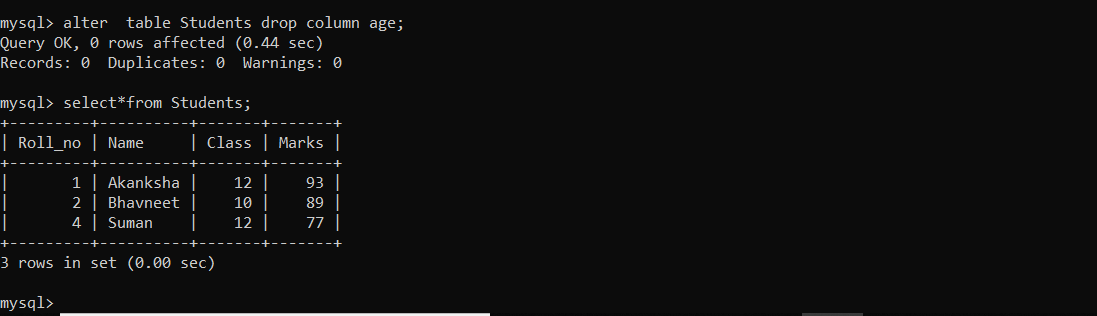 mysql> alter  table Students drop column age;
Query OK, 0 rows affected (0.44 sec)
Records: 0  Duplicates: 0  Warnings: 0
mysql> select*from Students;
+---------+----------+-------+-------+
| Roll_no | Name     | Class | Marks |
+---------+----------+-------+-------+
|       1 | Akanksha |    12 |    93 |
|       2 | Bhavneet |    10 |    89 |
|       4 | Suman    |    12 |    77 |
+---------+----------+-------+-------+
3 rows in set (0.00 sec)
mysql>